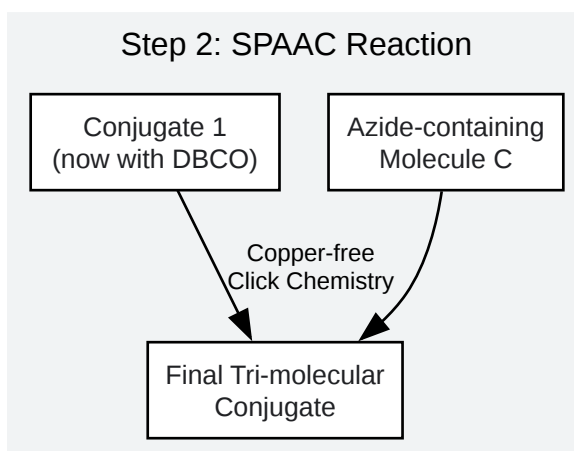 Step 2: SPAAC Reaction
Conjugate 1
(now with DBCO)
Azide-containing
Molecule C
Copper-free
Click Chemistry
Final Tri-molecular
Conjugate